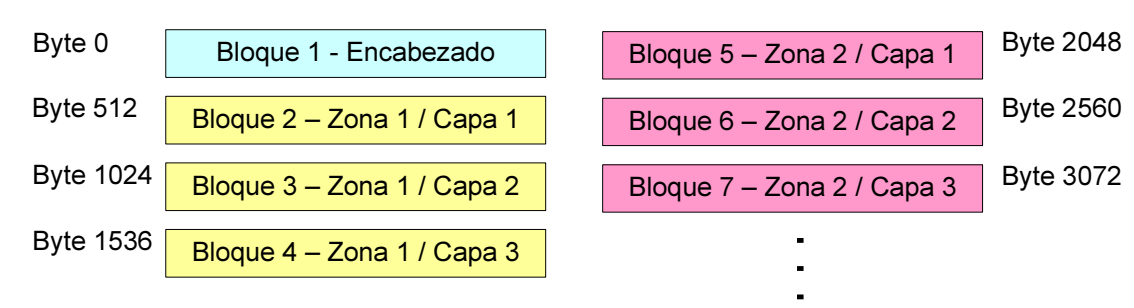 Byte 0
Bloque 1 - Encabezado
Byte 512
Bloque 2 – Zona 1 / Capa 1
Byte 1024
Bloque 3 – Zona 1 / Capa 2
Byte 1536
Bloque 4 – Zona 1 / Capa 3
Bloque 5 – Zona 2 / Capa 1
Byte 2048
Bloque 6 – Zona 2 / Capa 2
Byte 2560
Bloque 7 – Zona 2 / Capa 3
Byte 3072